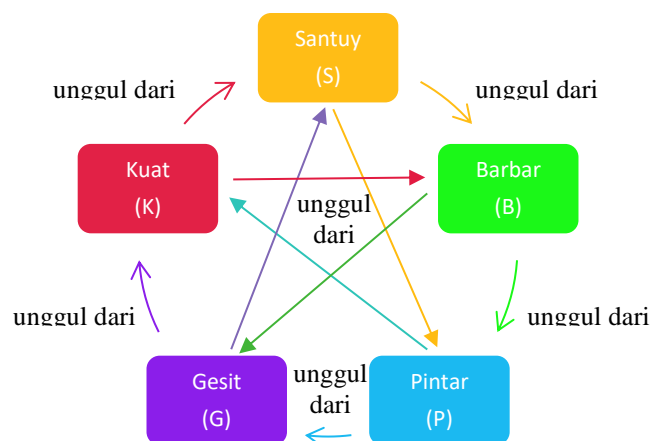 Santuy
(S)
unggul dari
unggul dari
Kuat
(K)
Barbar
(B)
unggul
dari
unggul dari
unggul dari
Gesit
(G)
unggul
dari
Pintar
(P)